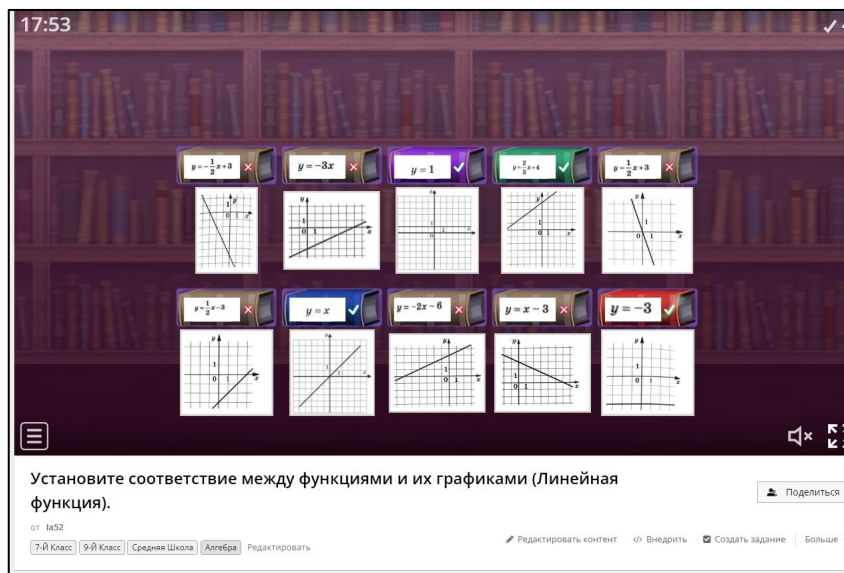 17:53
y=-1/2x+3
y=-3x
y=1
y=2/2x+4
y=1/2x+3
y=1/2x-3
y=x
y=-2x-6
y=x-3
y=-3
Установите соответствие между функциями и их графиками (Линейная
функция).
от la52
Поделиться
7-Й Класс 9-Й Класс Средняя Школа Алгебра Редактировать
Редактировать контент Внедрить Создать задание Больше